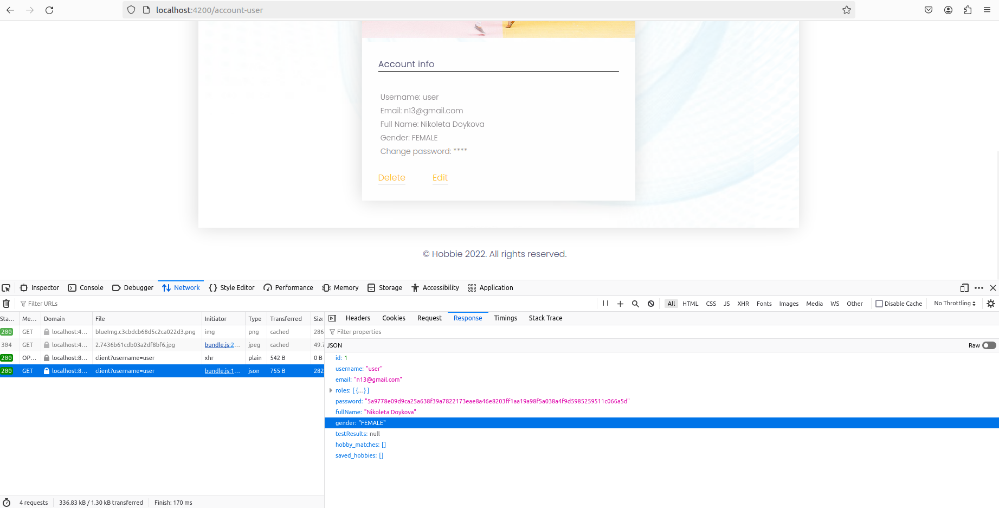 localhost:4200/account-user
Account info
Username: user
Email: n13@gmail.com
Full Name: Nikoleta Doykova
Gender: FEMALE
Change password: ****
Delete Edit
© Hobbie 2022. All rights reserved.
Inspector Console Debugger Network Style Editor Performance Memory Storage Accessibility Application
Filter URLs All HTML CSS JS XHR Fonts Images Media WS Other Disable Cache No Throttling
Sta... Me... Domain File Initiator Type Transferred Size
200 GET localhost:4... blueImg.c3cbdcb68d5c2ca022d3.png img png cached 286
304 GET localhost:4... 2.7436b61cdb03a2df8bf6.jpg bundle.js:2... jpeg cached 49.7
200 OP... localhost:8... client?username=user xhr plain 542 B 0 B
200 GET localhost:8... client?username=user bundle.js:1... json 755 B 282
Headers Cookies Request Response Timings Stack Trace
Filter properties
JSON Raw
id: 1
username: "user"
email: "n13@gmail.com"
roles: [ {...} ]
password: "5a9778e09d9ca25a638f39a7822173eae8a46e8203ff1aa19a98f5a038a4f9d5985259511c066a5d"
fullName: "Nikoleta Doykova"
gender: "FEMALE"
testResults: null
hobby_matches: []
saved_hobbies: []
4 requests 336.83 kB / 1.30 kB transferred Finish: 170 ms